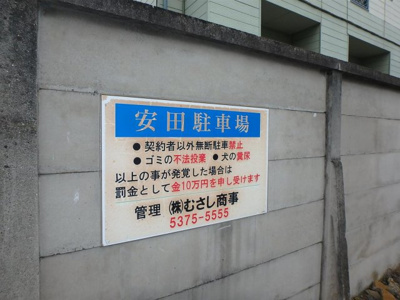 安田駐車場
● 契約者以外無断駐車禁止
● ゴミの不法投業 ● 犬の糞尿
以上の事が発覚した場合は
罰金として金10万円を申し受けます
管理 ㈱むさし商事
5375-5555